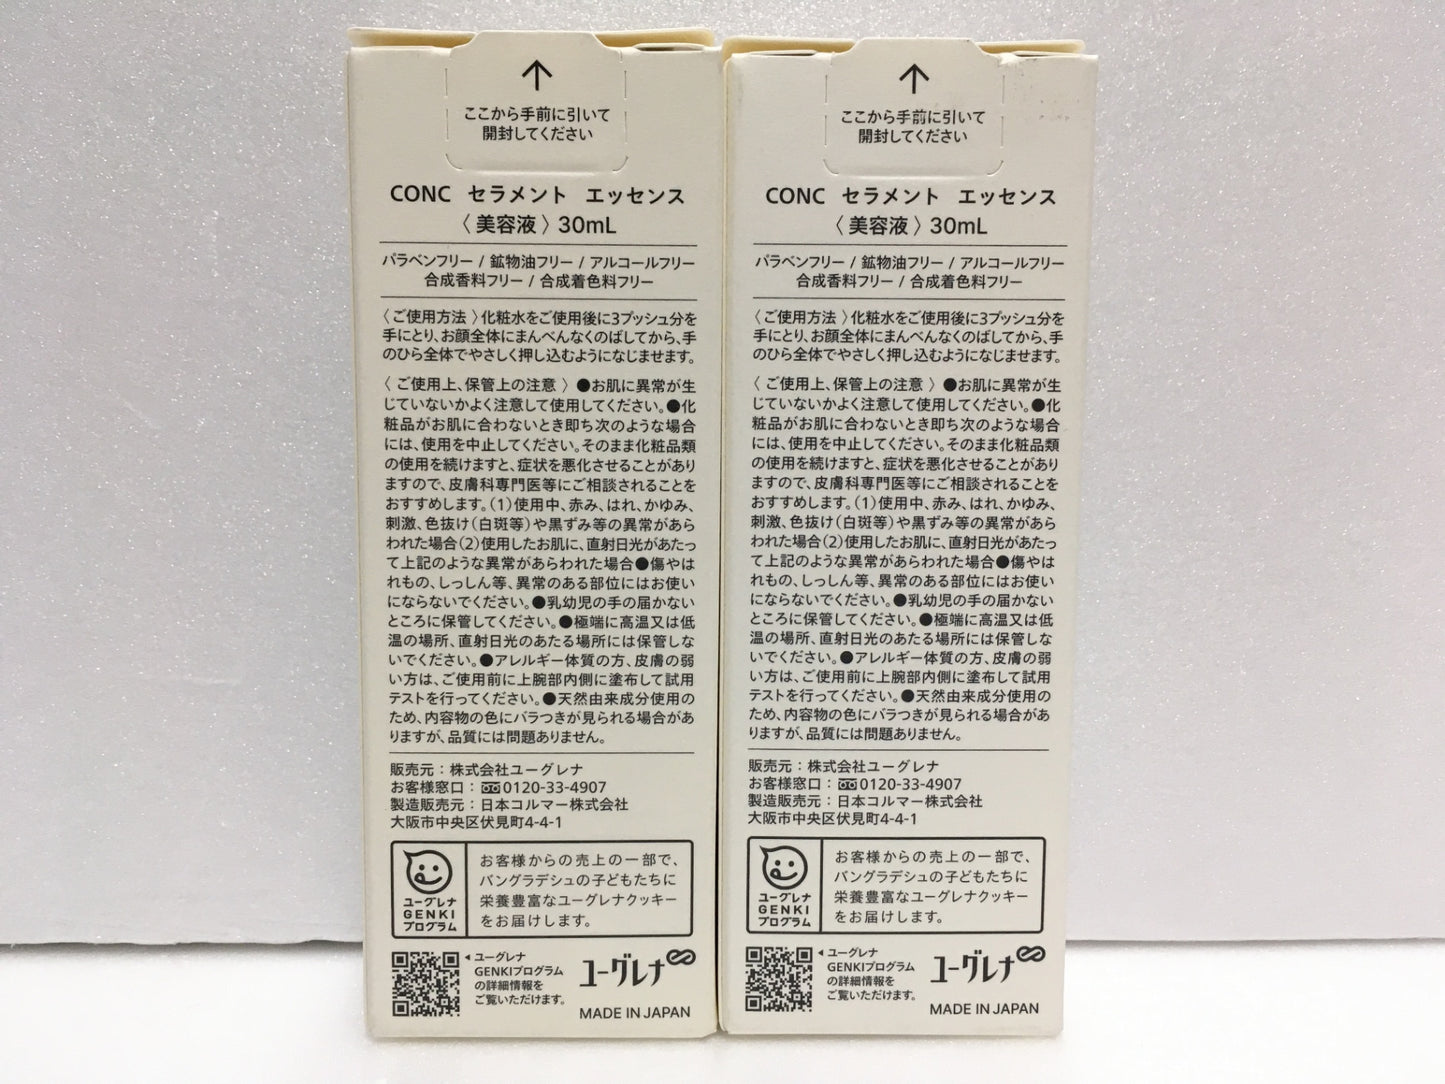 ここから手前に引いて
開封してください
CONC セラメント エッセンス
〈 美容液 〉 30mL
パラベンフリー / 鉱物油フリー / アルコールフリー
合成香料フリー / 合成着色料フリー
〈 ご使用方法 〉化粧水をご使用後に3プッシュ分を
手にとり、お顔全体にまんべんなくのばしてから、手
のひら全体でやさしく押し込むようになじませます。
〈 ご使用上、保管上の注意 〉●お肌に異常が生
じていないかよく注意して使用してください。●化
粧品がお肌に合わないとき即ち次のような場合
には、使用を中止してください。そのまま化粧品類
の使用を続けますと、症状を悪化させることがあり
ますので、皮膚科専門医等にご相談されることを
おすすめします。(1)使用中、赤み、はれ、かゆみ、
刺激、色抜け(白斑等)や黒ずみ等の異常があら
われた場合(2)使用したお肌に、直射日光があたっ
て上記のような異常があらわれた場合●傷やは
れもの、しっしん等、異常のある部位にはお使い
にならないでください。●乳幼児の手の届かない
ところに保管してください。●極端に高温又は低
温の場所、直射日光のあたる場所には保管しな
いでください。●アレルギー体質の方、皮膚の弱
い方は、ご使用前に上腕部内側に塗布して試用
テストを行ってください。●天然由来成分使用の
ため、内容物の色にバラつきが見られる場合があ
りますが、品質には問題ありません。
販売元：株式会社ユーグレナ
お客様窓口：0120-33-4907
製造販売元：日本コルマー株式会社
大阪市中央区伏見町4-4-1
ユーグレナ
GENKI
プログラム
お客様からの売上の一部で、
バングラデシュの子どもたちに
栄養豊富なユーグレナクッキー
をお届けします。
ユーグレナ
GENKIプログラム
の詳細情報を
ご覧いただけます。
ユーグレナ
MADE IN JAPAN
ここから手前に引いて
開封してください
CONC セラメント エッセンス
〈 美容液 〉 30mL
パラベンフリー / 鉱物油フリー / アルコールフリー
合成香料フリー / 合成着色料フリー
〈 ご使用方法 〉化粧水をご使用後に3プッシュ分を
手にとり、お顔全体にまんべんなくのばしてから、手
のひら全体でやさしく押し込むようになじませます。
〈 ご使用上、保管上の注意 〉●お肌に異常が生
じていないかよく注意して使用してください。●化
粧品がお肌に合わないとき即ち次のような場合
には、使用を中止してください。そのまま化粧品類
の使用を続けますと、症状を悪化させることがあり
ますので、皮膚科専門医等にご相談されることを
おすすめします。(1)使用中、赤み、はれ、かゆみ、
刺激、色抜け(白斑等)や黒ずみ等の異常があら
われた場合(2)使用したお肌に、直射日光があたっ
て上記のような異常があらわれた場合●傷やは
れもの、しっしん等、異常のある部位にはお使い
にならないでください。●乳幼児の手の届かない
ところに保管してください。●極端に高温又は低
温の場所、直射日光のあたる場所には保管しな
いでください。●アレルギー体質の方、皮膚の弱
い方は、ご使用前に上腕部内側に塗布して試用
テストを行ってください。●天然由来成分使用の
ため、内容物の色にバラつきが見られる場合があ
りますが、品質には問題ありません。
販売元：株式会社ユーグレナ
お客様窓口：0120-33-4907
製造販売元：日本コルマー株式会社
大阪市中央区伏見町4-4-1
ユーグレナ
GENKI
プログラム
お客様からの売上の一部で、
バングラデシュの子どもたちに
栄養豊富なユーグレナクッキー
をお届けします。
ユーグレナ
GENKIプログラム
の詳細情報を
ご覧いただけます。
ユーグレナ
MADE IN JAPAN